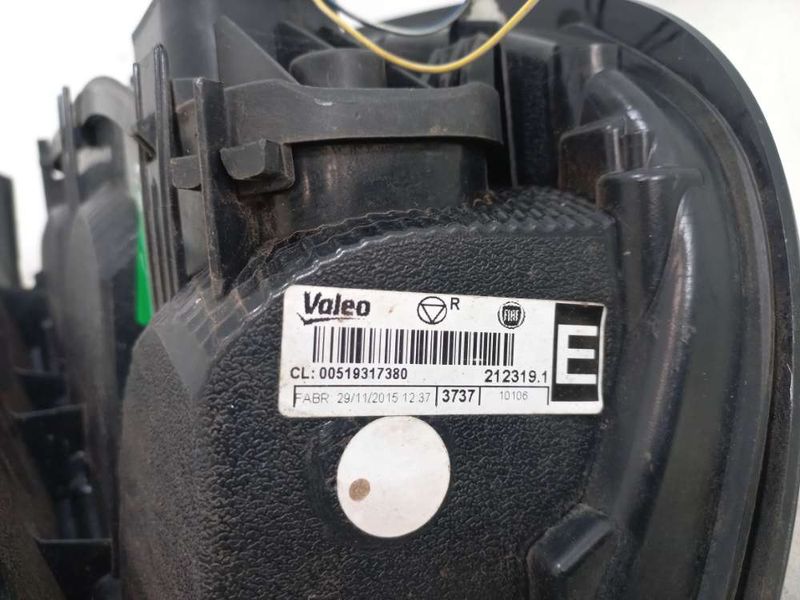 Valeo R FIAT
E
CL: 00519317380 212319.1
FABR 29/11/2015 12:37 3737 10106